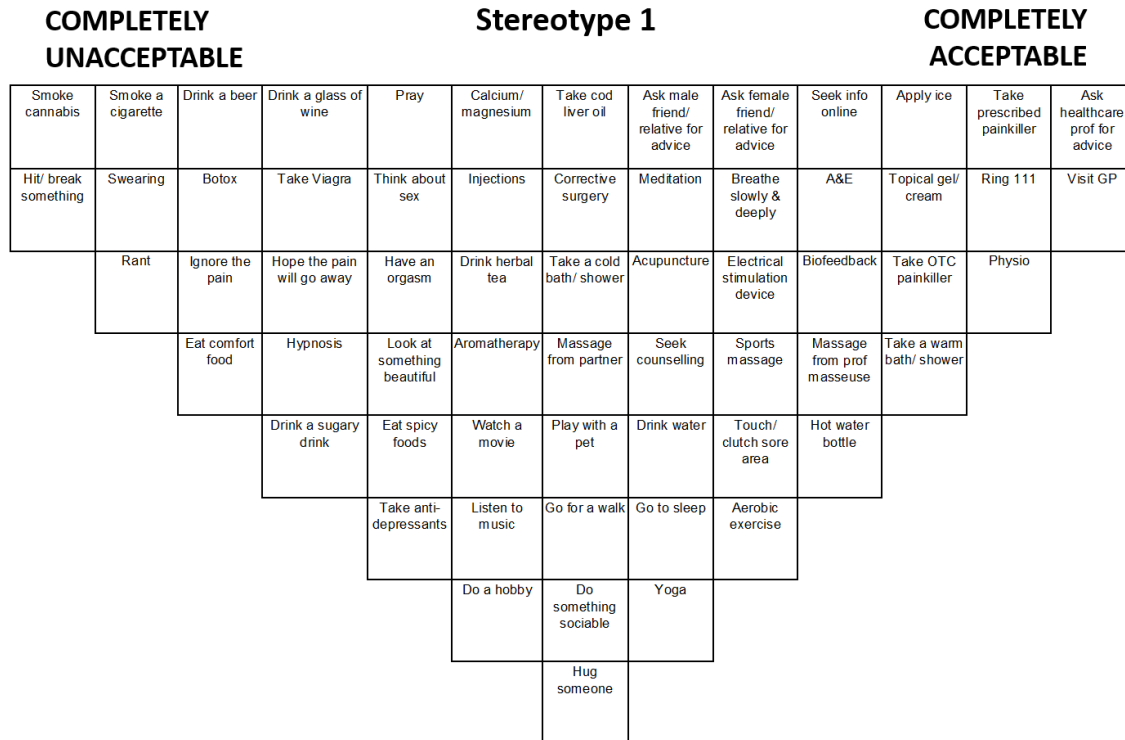 COMPLETELY
UNACCEPTABLE
Stereotype 1
COMPLETELY
ACCEPTABLE
Smoke
cannabis
Smoke a
cigarette
Drink a beer
Drink a glass of
wine
Pray
Calcium/
magnesium
Take cod
liver oil
Ask male
friend/
relative for
advice
Ask female
friend/
relative for
advice
Seek info
online
Apply ice
Take
prescribed
painkiller
Ask
healthcare
prof for
advice
Hit/ break
something
Swearing
Botox
Take Viagra
Think about
sex
Injections
Corrective
surgery
Meditation
Breathe
slowly &
deeply
A&E
Topical gel/
cream
Ring 111
Visit GP
Rant
Ignore the
pain
Hope the pain
will go away
Have an
orgasm
Drink herbal
tea
Take a cold
bath/ shower
Acupuncture
Electrical
stimulation
device
Biofeedback
Take OTC
painkiller
Physio
Eat comfort
food
Hypnosis
Look at
something
beautiful
Aromatherapy
Massage
from partner
Seek
counselling
Sports
massage
Massage
from prof
masseuse
Take a warm
bath/ shower
Drink a sugary
drink
Eat spicy
foods
Watch a
movie
Play with a
pet
Drink water
Touch/
clutch sore
area
Hot water
bottle
Take anti-
depressants
Listen to
music
Go for a walk
Go to sleep
Aerobic
exercise
Do a hobby
Do
something
sociable
Yoga
Hug
someone